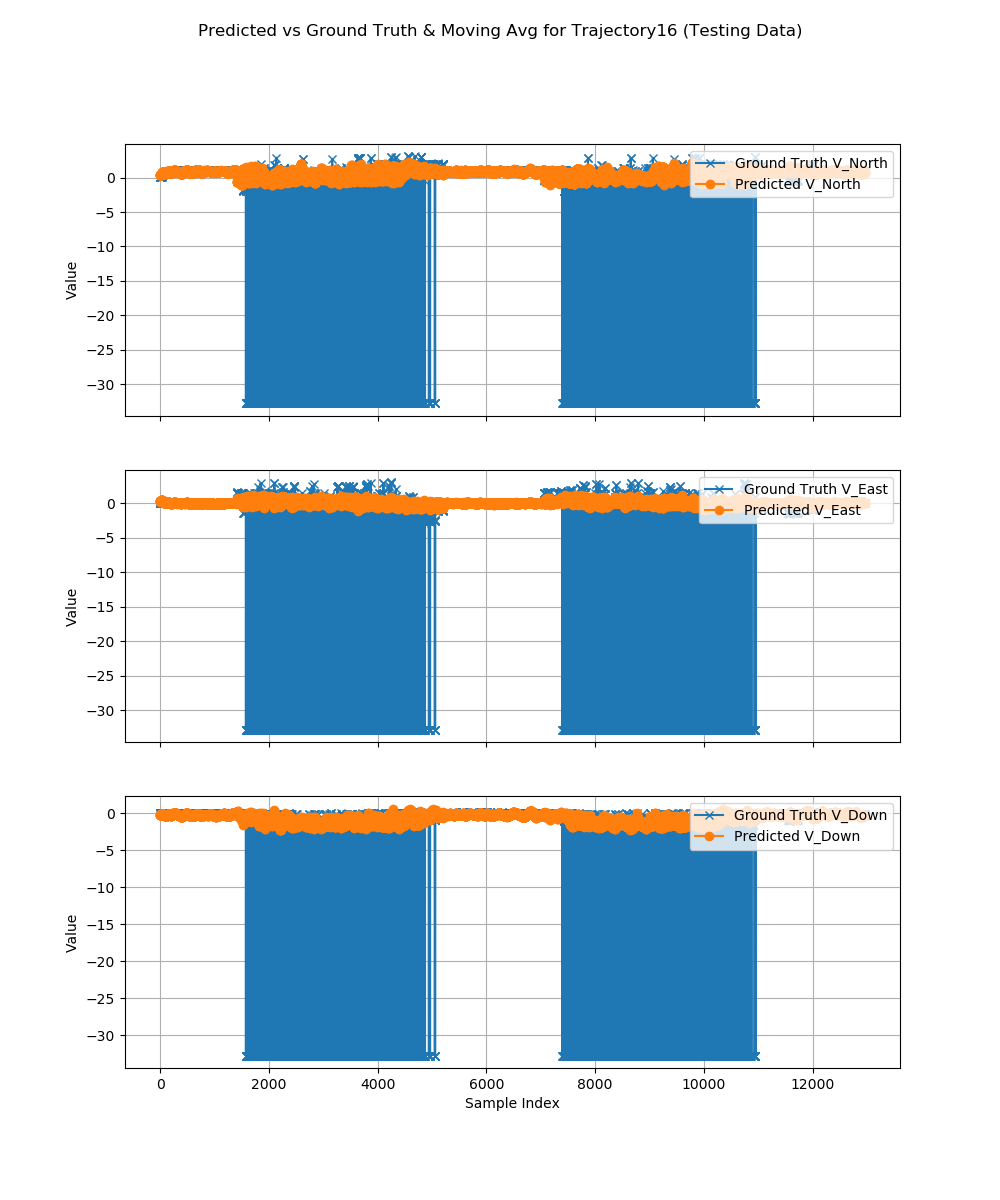 Predicted vs Ground Truth & Moving Avg for Trajectory16 (Testing Data)
0
−5
−10
−15
−20
−25
−30
Value
Ground Truth V_North
Predicted V_North
0
−5
−10
−15
−20
−25
−30
Value
Ground Truth V_East
Predicted V_East
0
−5
−10
−15
−20
−25
−30
Value
Ground Truth V_Down
Predicted V_Down
0 2000 4000 6000 8000 10000 12000
Sample Index